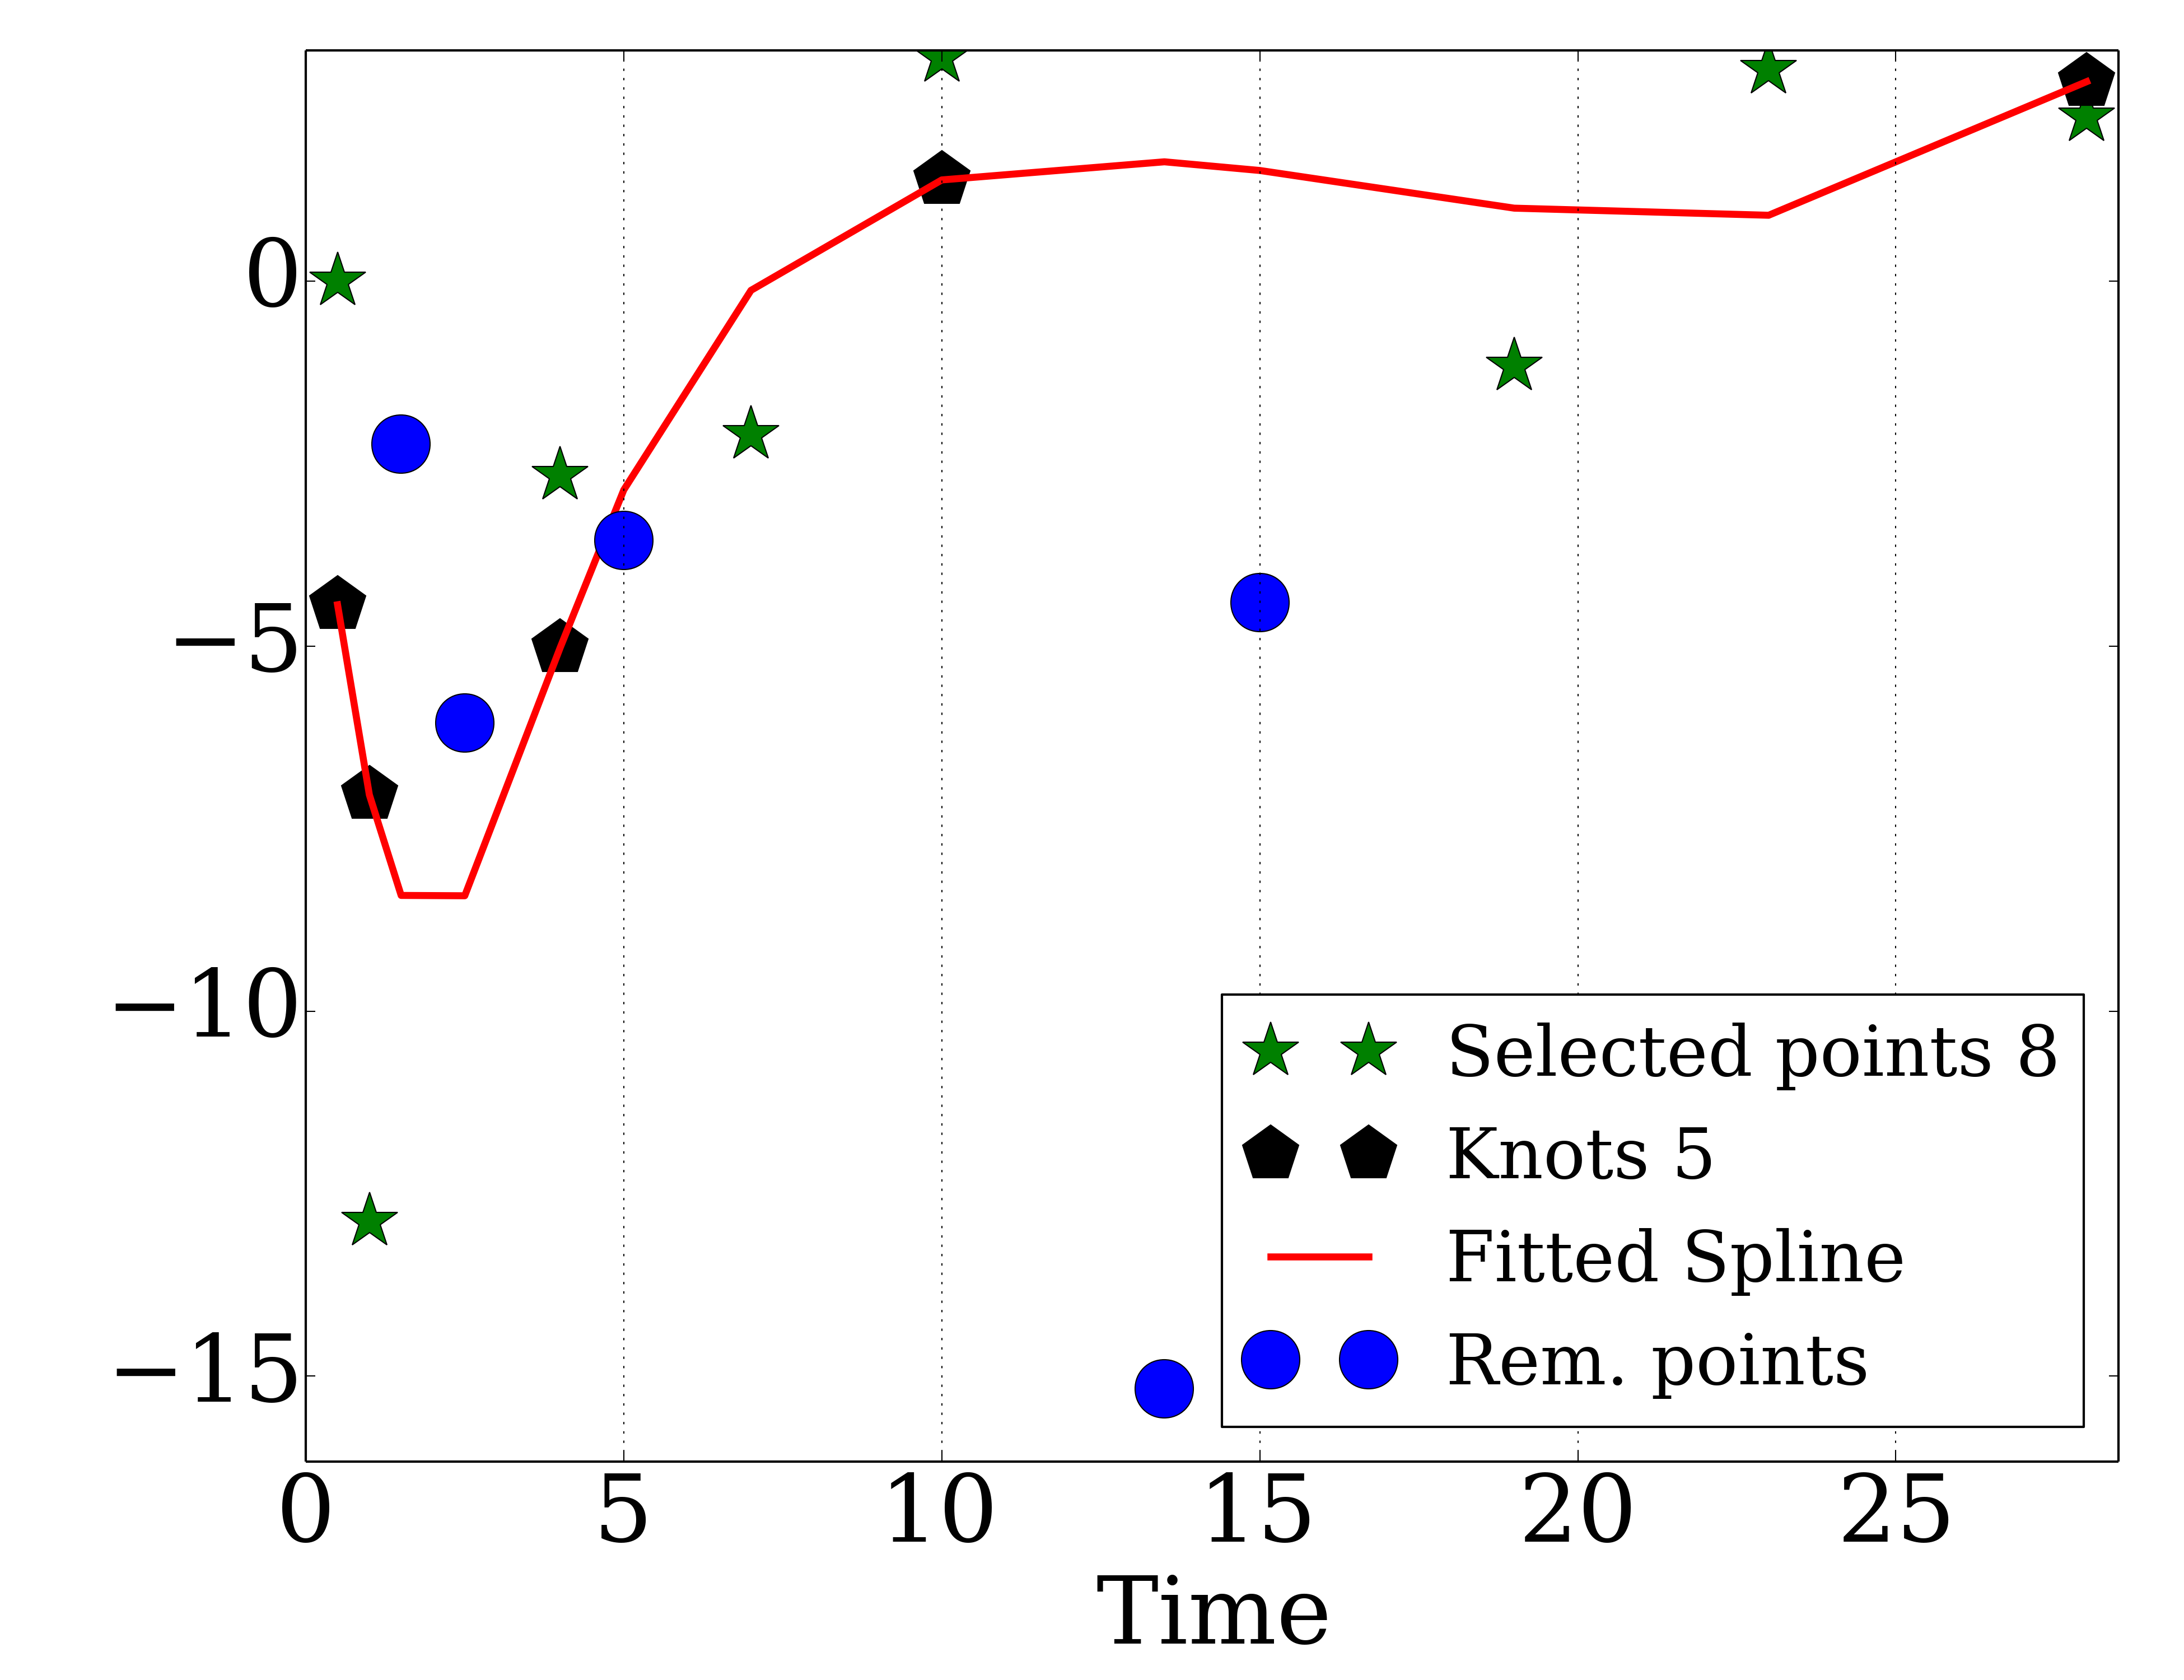 0
−5
−10
−15
0 5 10 15 20 25
Time
Selected points 8
Knots 5
Fitted Spline
Rem. points